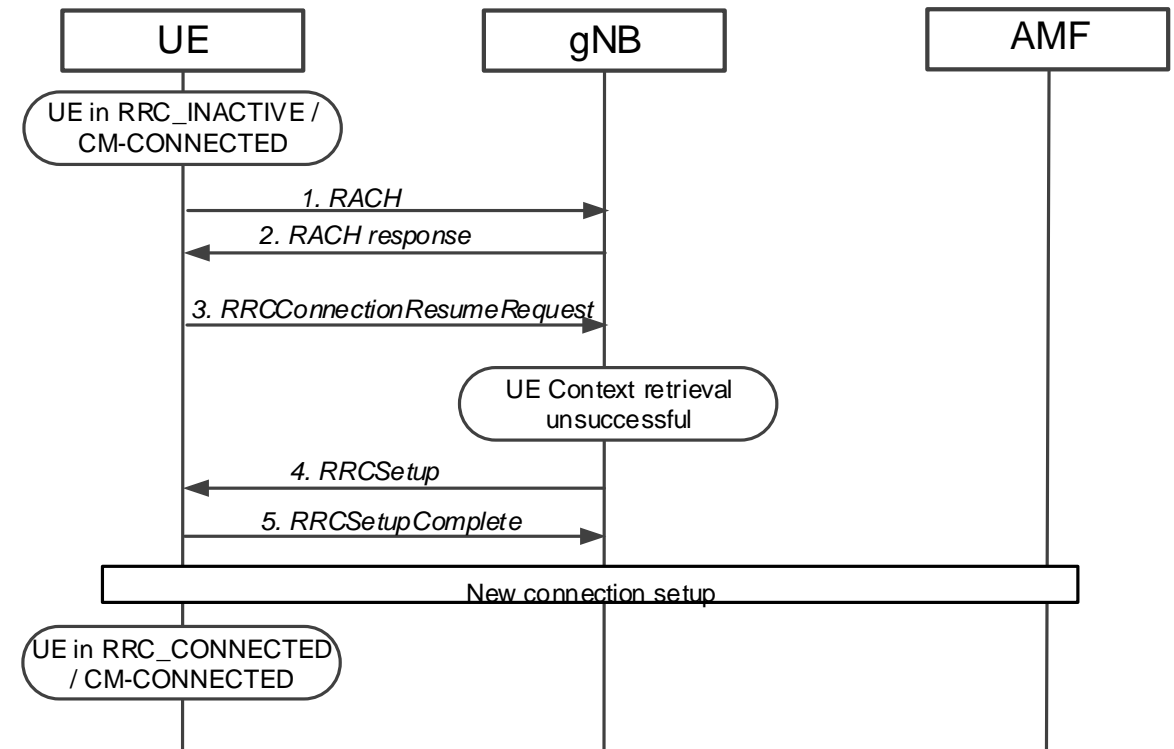 UE
gNB
AMF
UE in RRC_INACTIVE /
CM-CONNECTED
1. RACH
2. RACH response
3. RRCConnectionResumeRequest
UE Context retrieval
unsuccessful
4. RRCSetup
5. RRCSetupComplete
New connection setup
UE in RRC_CONNECTED
/ CM-CONNECTED